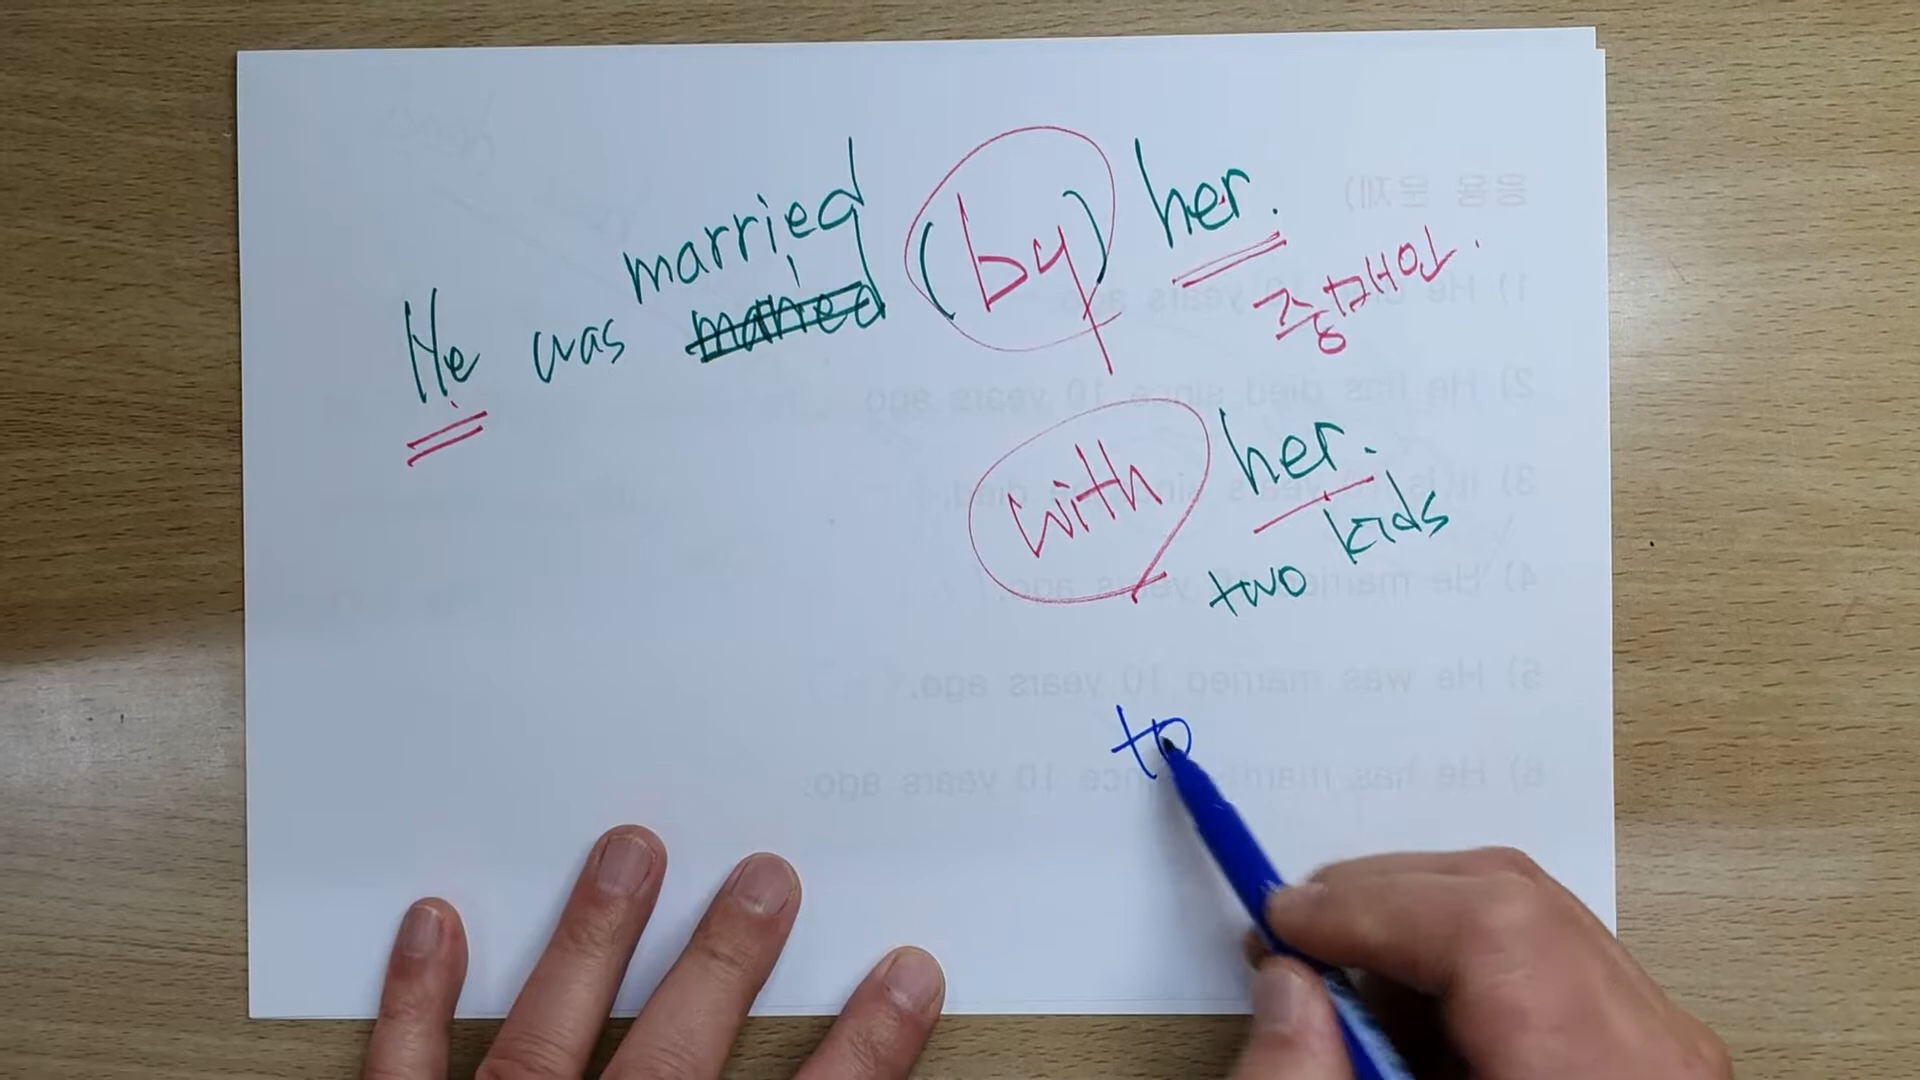 He was married (by) her.
maried
중매인.
with her.
two kids
to
응용 문제)
1) He died 10 years ago.
2) He has died since 10 years ago
3) It is 10 years since he died.
4) He married 10 years ago.
5) He was married 10 years ago.
6) He has married since 10 years ago.